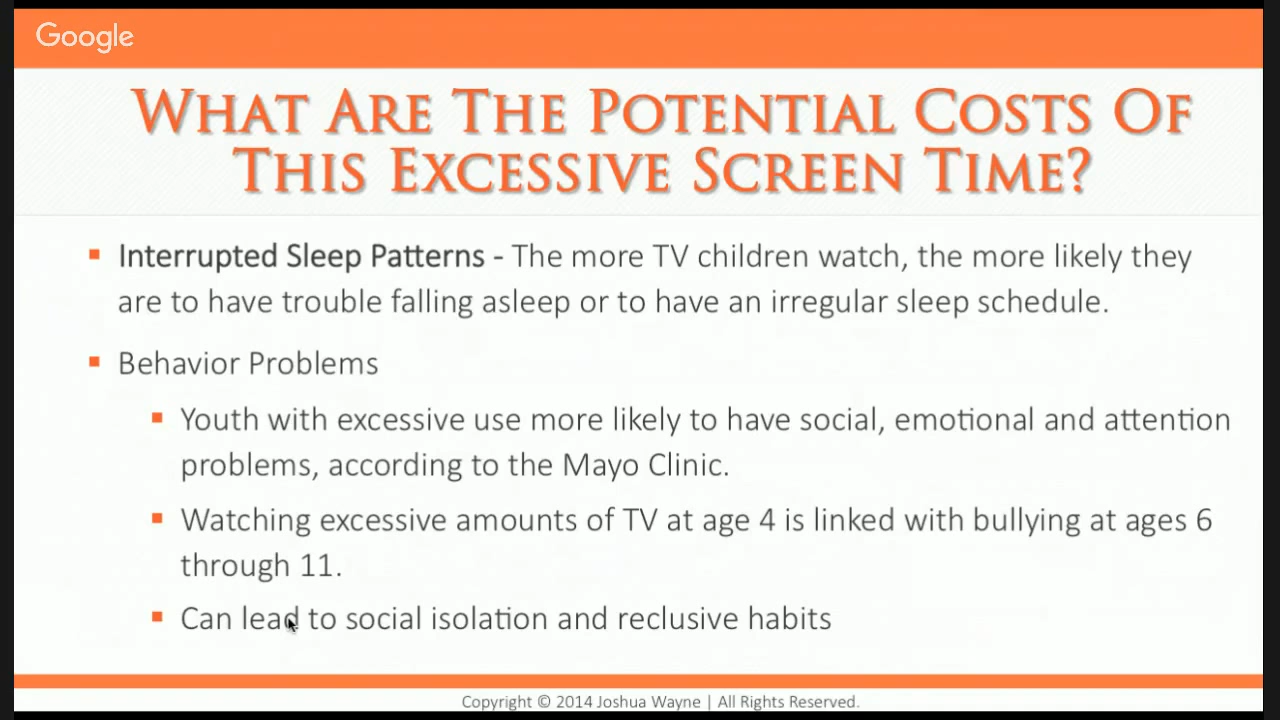 Google
WHAT ARE THE POTENTIAL COSTS OF
THIS EXCESSIVE SCREEN TIME?
Interrupted Sleep Patterns - The more TV children watch, the more likely they
are to have trouble falling asleep or to have an irregular sleep schedule.
Behavior Problems
Youth with excessive use more likely to have social, emotional and attention
problems, according to the Mayo Clinic.
Watching excessive amounts of TV at age 4 is linked with bullying at ages 6
through 11.
Can lead to social isolation and reclusive habits
Copyright © 2014 Joshua Wayne | All Rights Reserved.